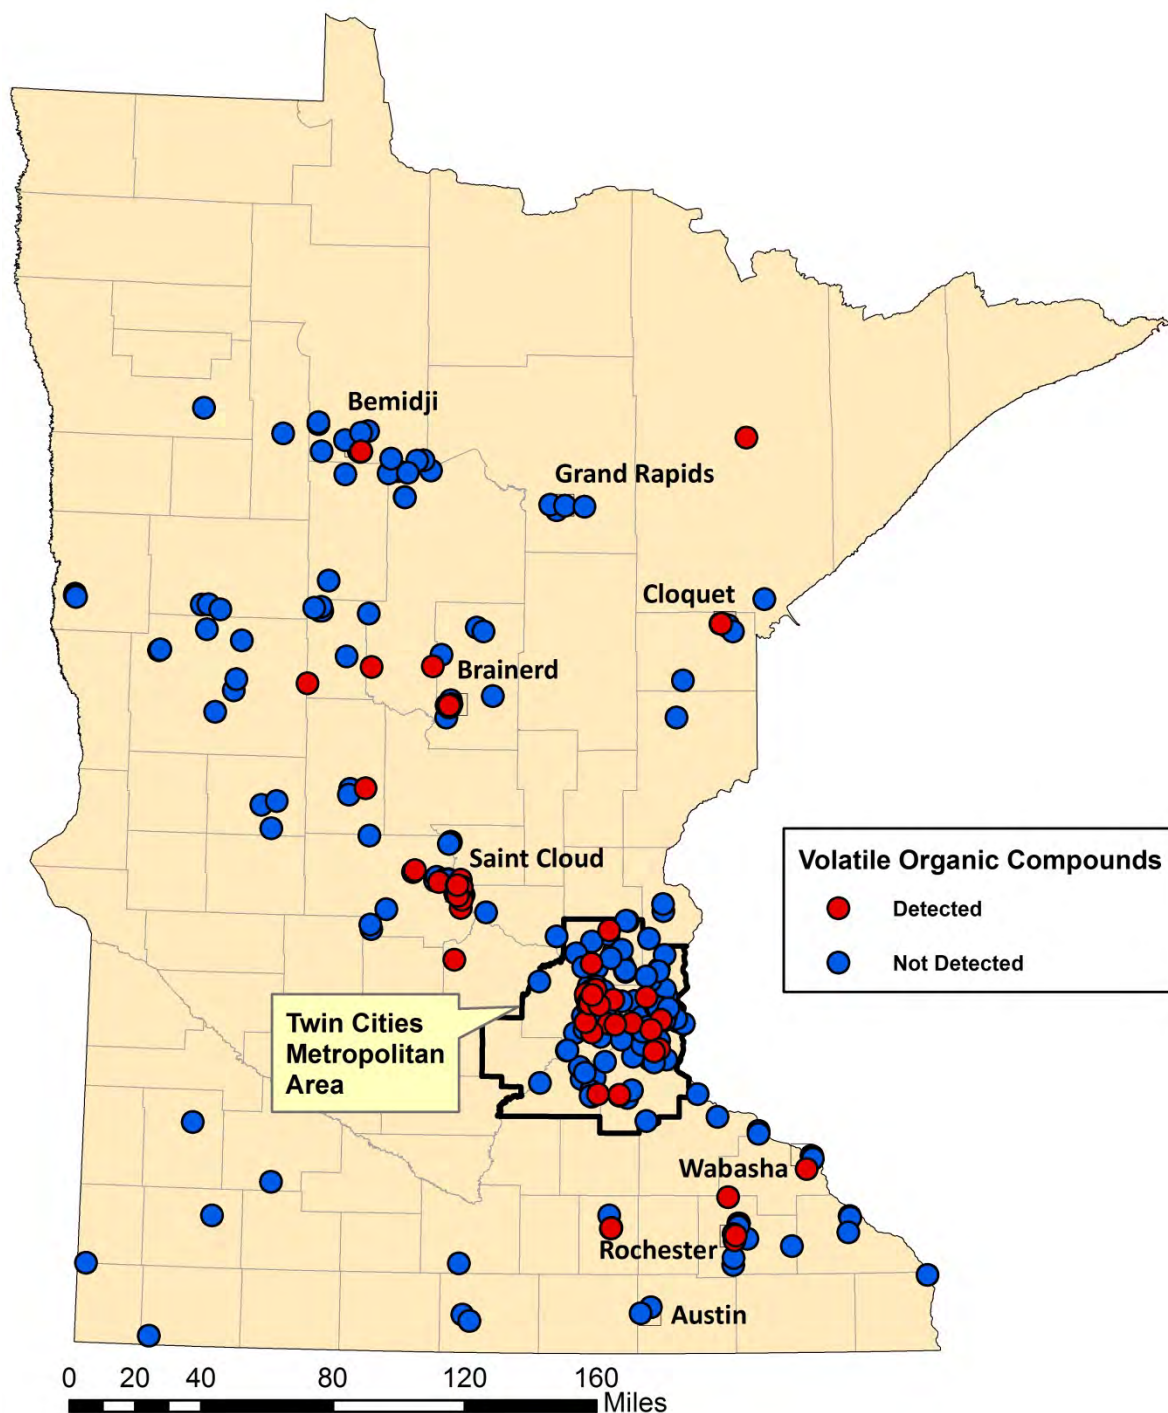 Bemidji
Grand Rapids
Cloquet
Brainerd
Saint Cloud
Volatile Organic Compounds
Detected
Not Detected
Twin Cities
Metropolitan
Area
Wabasha
Rochester
Austin
0 20 40 80 120 160
Miles